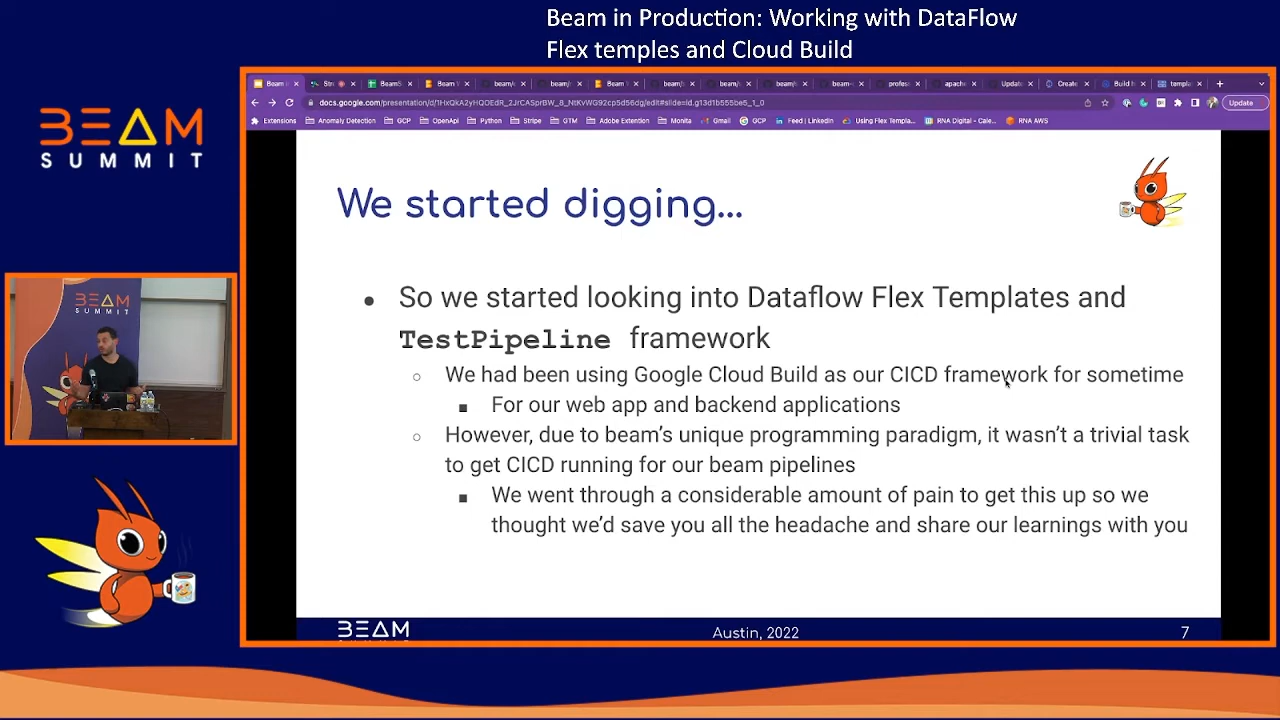 Beam in Production: Working with DataFlow
Flex temples and Cloud Build
BEAM
SUMMIT
Beam
docs.google.com/presentation/d/
Update
Extensions
Anomaly Detection
GCP
OpenApi
Python
Stripe
GTM
Adobe Extention
Monita
Gmail
GCP
Feed | LinkedIn
Using Flex Templa...
RNA Digital - Cale...
RNA AWS
We started digging...
● So we started looking into Dataflow Flex Templates and
TestPipeline framework
○ We had been using Google Cloud Build as our CICD framework for sometime
■ For our web app and backend applications
○ However, due to beam's unique programming paradigm, it wasn't a trivial task
to get CICD running for our beam pipelines
■ We went through a considerable amount of pain to get this up so we
thought we'd save you all the headache and share our learnings with you
BEAM
Austin, 2022
7
BEAM
SUMMIT